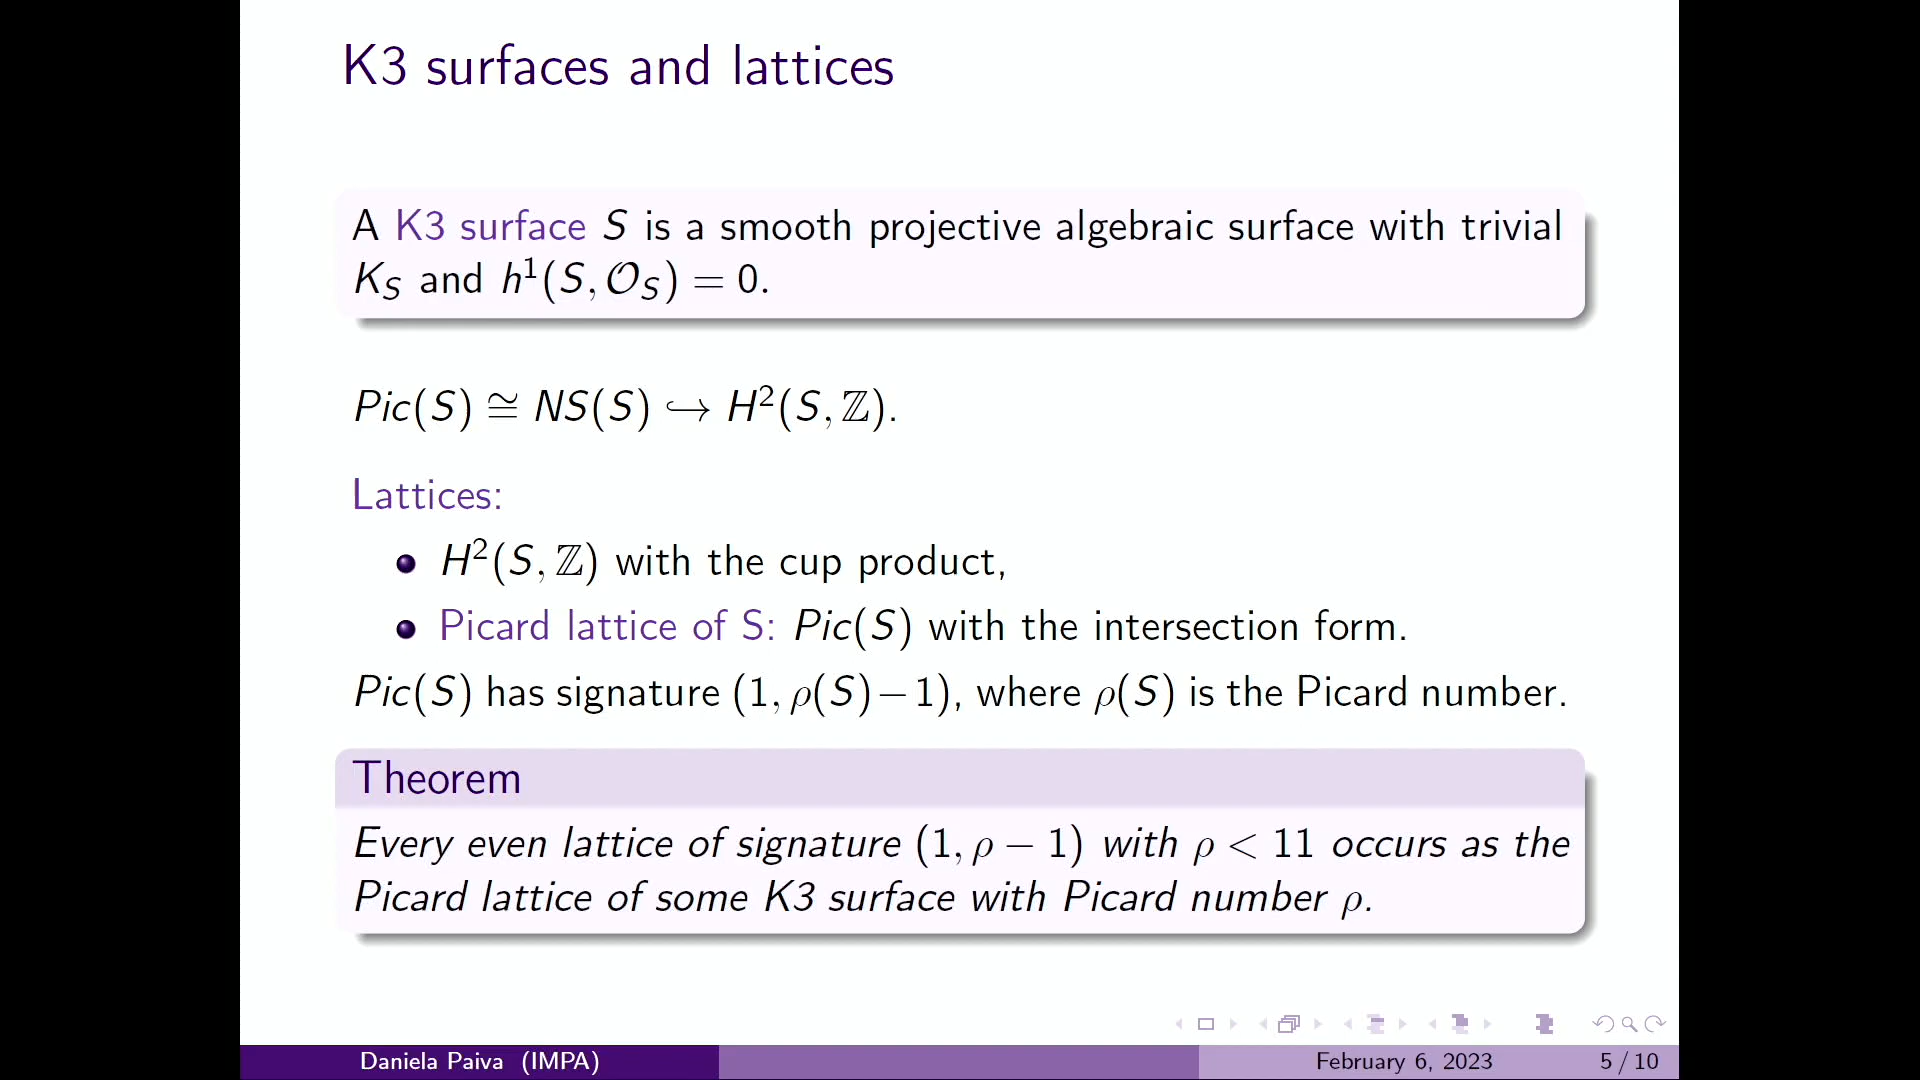 K3 surfaces and lattices
A K3 surface S is a smooth projective algebraic surface with trivial
K_S and h^1(S, 𝒪_S) = 0.
Pic(S) ≅ NS(S) ↪ H^2(S, ℤ).
Lattices:
H^2(S, ℤ) with the cup product,
Picard lattice of S: Pic(S) with the intersection form.
Pic(S) has signature (1, ρ(S) − 1), where ρ(S) is the Picard number.
Theorem
Every even lattice of signature (1, ρ − 1) with ρ < 11 occurs as the
Picard lattice of some K3 surface with Picard number ρ.
Daniela Paiva (IMPA) February 6, 2023 5 / 10